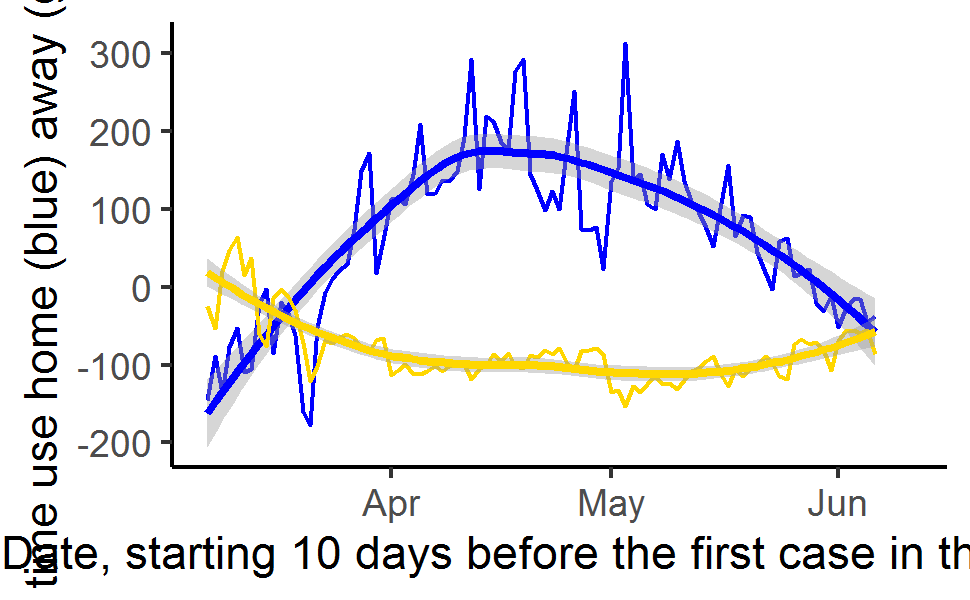 time use home (blue) away (
300
200
100
0
-100
-200
Apr May Jun
Date, starting 10 days before the first case in th